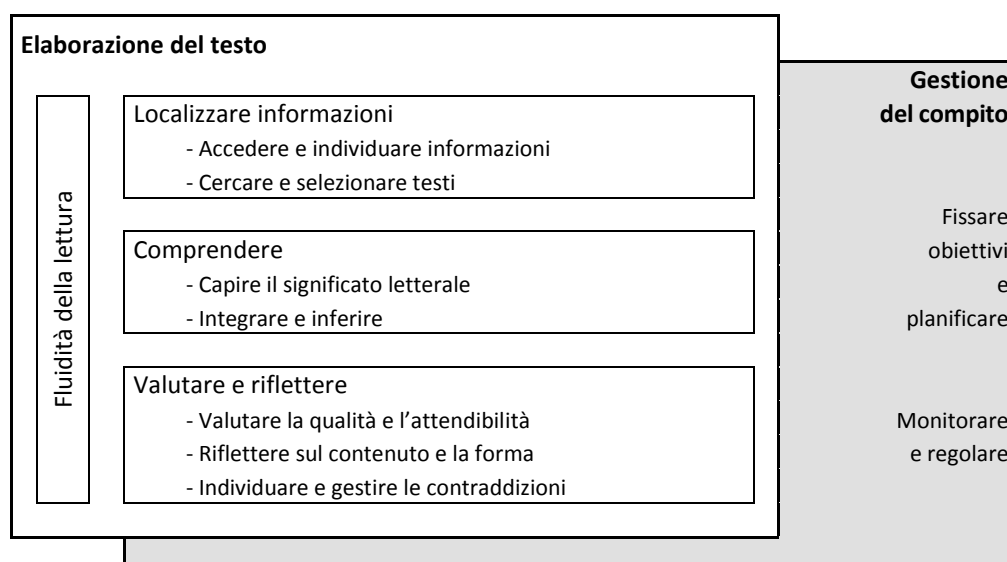 Elaborazione del testo
Fluidità della lettura
Localizzare informazioni
- Accedere e individuare informazioni
- Cercare e selezionare testi
Comprendere
- Capire il significato letterale
- Integrare e inferire
Valutare e riflettere
- Valutare la qualità e l’attendibilità
- Riflettere sul contenuto e la forma
- Individuare e gestire le contraddizioni
Gestione
del compito
Fissare
obiettivi
e
planificare
Monitorare
e regolare